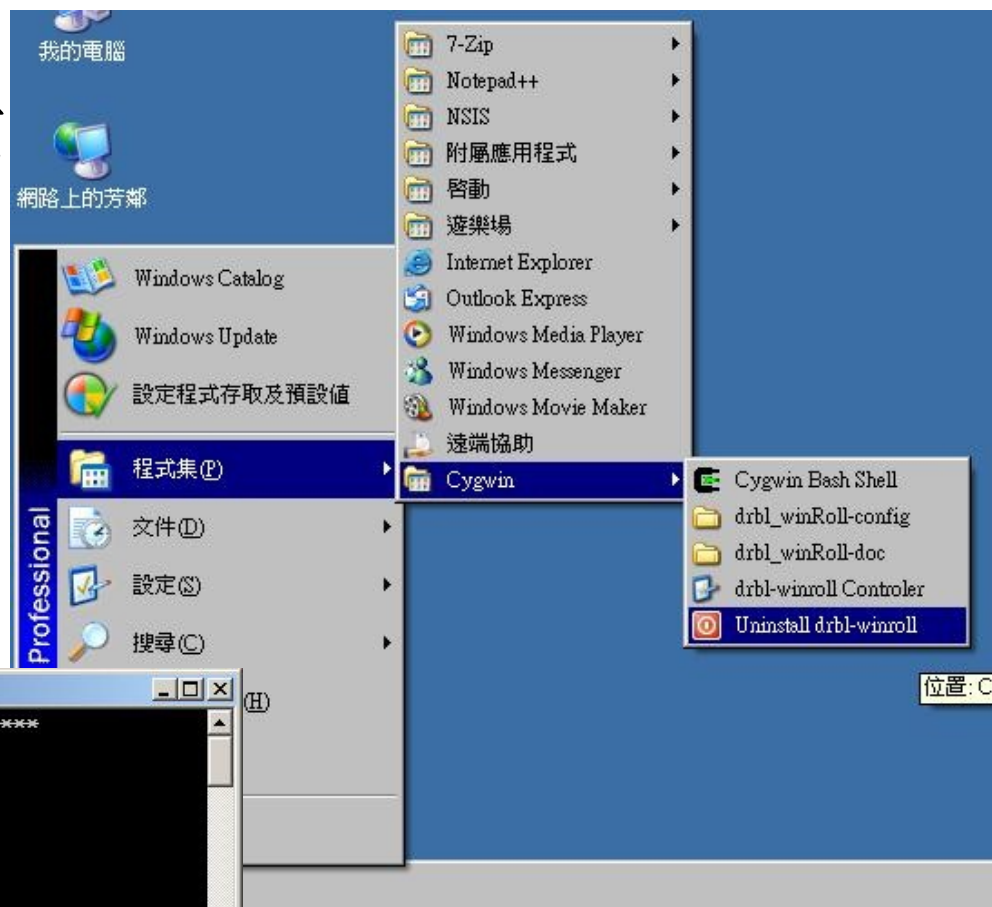 我的電腦
網路上的芳鄰
7-Zip
Notepad++
NSIS
附屬應用程式
啓動
遊樂場
Internet Explorer
Outlook Express
Windows Media Player
Windows Messenger
Windows Movie Maker
遠端協助
Cygwin
Windows Catalog
Windows Update
設定程式存取及預設值
程式集(P)
文件(D)
設定(S)
搜尋(C)
(H)
Professional
Cygwin Bash Shell
drbl_winRoll-config
drbl_winRoll-doc
drbl-winroll Controler
Uninstall drbl-winroll
位置: C
***